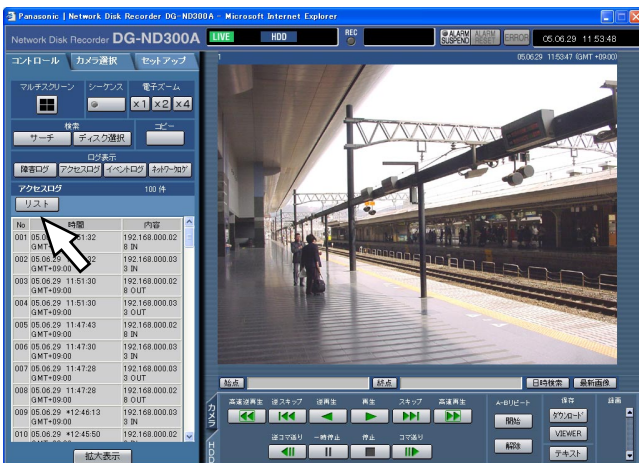 Panasonic | Network Disk Recorder DG-ND300A - Microsoft Internet Explorer
Network Disk Recorder DG-ND300A
LIVE
HDD
REC
ALARM SUSPEND
ALARM RESET
ERROR
05.06.29 11:53:48
コントロール
カメラ選択
セットアップ
1
05.06.29 11:53:47 (GMT +09:00)
マルチスクリーン
シーケンス
電子ズーム
x1
x2
x4
検索
コピー
サーチ
ディスク選択
ログ表示
障害ログ
アクセスログ
イベントログ
ネットワークログ
アクセスログ
100 件
リスト
No 時間 内容
001 05.06 51:32 192.168.000.02
GMT+ 8 IN
002 05.06.29 32 192.168.000.03
GMT+09:00 3 IN
003 05.06.29 11:51:30 192.168.000.02
GMT+09:00 8 OUT
004 05.06.29 11:51:30 192.168.000.03
GMT+09:00 3 OUT
005 05.06.29 11:47:43 192.168.000.02
GMT+09:00 8 IN
006 05.06.29 11:47:30 192.168.000.03
GMT+09:00 3 IN
007 05.06.29 11:47:28 192.168.000.03
GMT+09:00 3 OUT
008 05.06.29 11:47:28 192.168.000.02
GMT+09:00 8 OUT
009 05.06.29 *12:46:13 192.168.000.03
GMT+09:00 3 IN
010 05.06.29 *12:45:50 192.168.000.02
拡大表示
始点
終点
日時検索
最新画像
カメラ
HDD
高速逆再生
逆スキップ
逆再生
再生
スキップ
高速再生
逆コマ送り
一時停止
停止
コマ送り
A-Bリピート
開始
解除
保存
ダウンロード
VIEWER
テキスト
録画